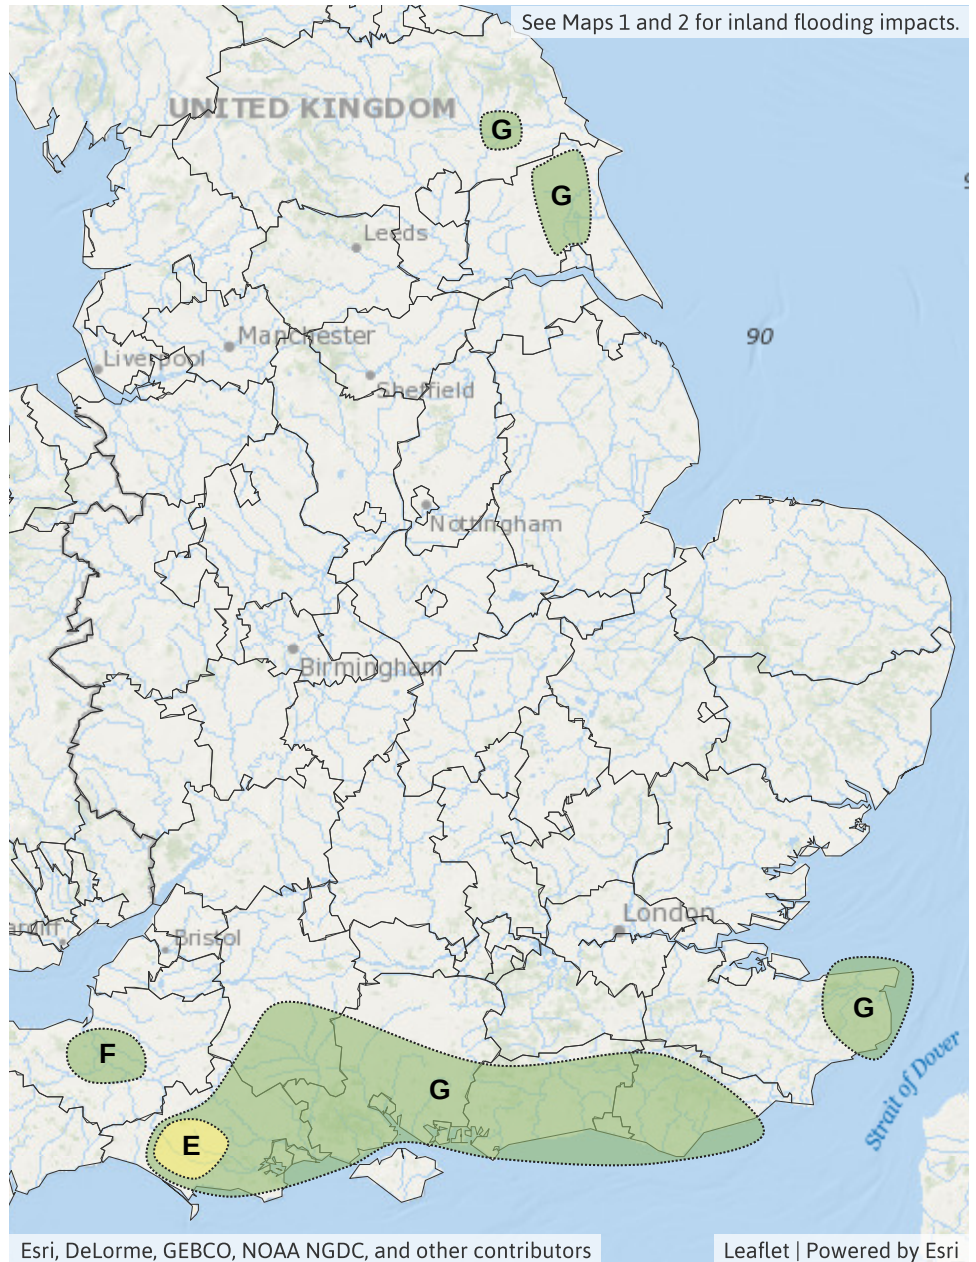 See Maps 1 and 2 for inland flooding impacts.
UNITED KINGDOM
G
G
Leeds
90
Manchester
Liverpool
Sheffield
Nottingham
Birmingham
London
Bristol
G
F
G
E
Strait of Dover
Esri, DeLorme, GEBCO, NOAA NGDC, and other contributors
Leaflet | Powered by Esri